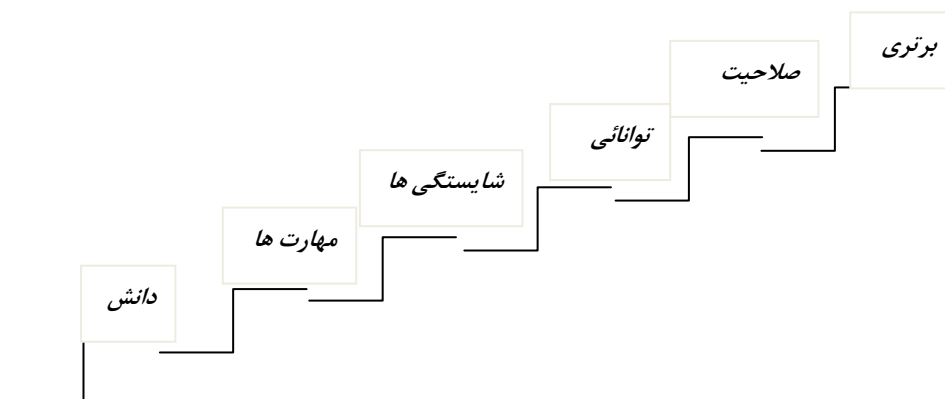 برتری
صلاحیت
توانائی
شایستگی ها
مهارت ها
دانش